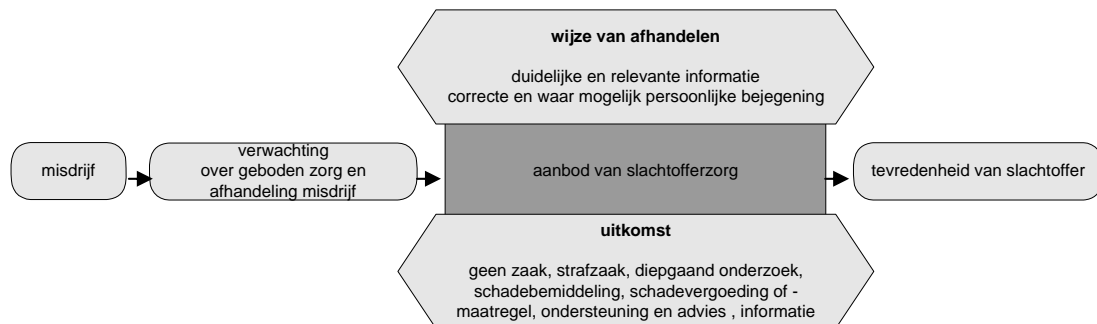 wijze van afhandelen
duidelijke en relevante informatie
correcte en waar mogelijk persoonlijke bejegening
misdrijf
verwachting
over geboden zorg en
afhandeling misdrijf
aanbod van slachtofferzorg
tevredenheid van slachtoffer
uitkomst
geen zaak, strafzaak, diepgaand onderzoek,
schadebemiddeling, schadevergoeding of -
maatregel, ondersteuning en advies , informatie